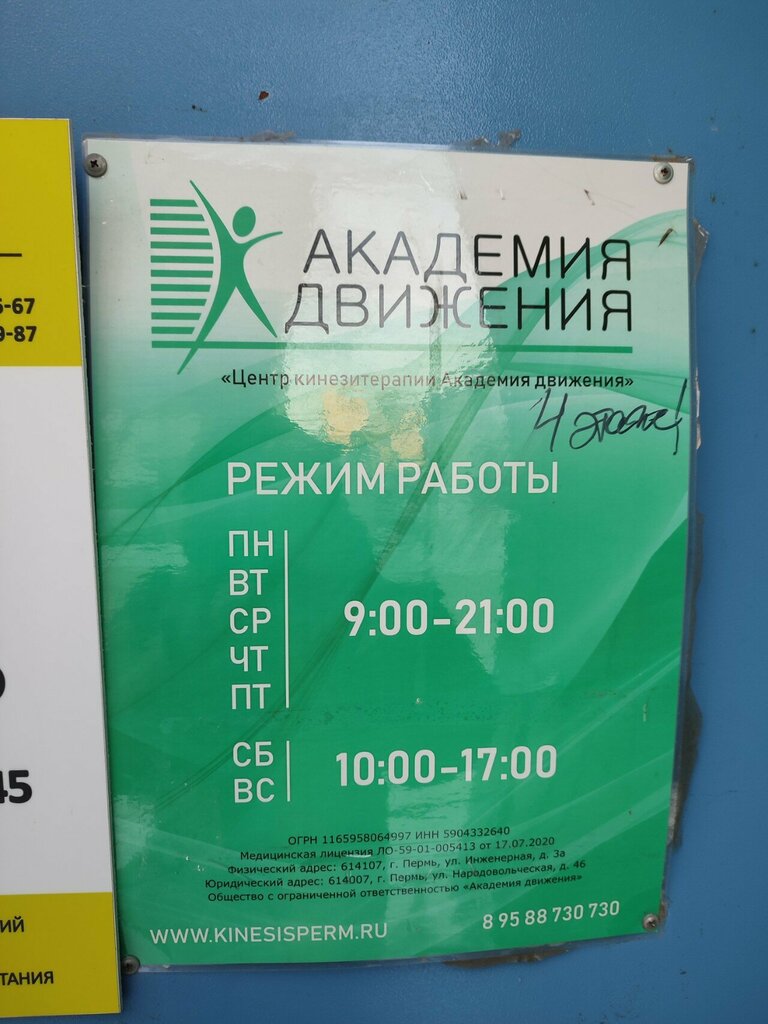 АКАДЕМИЯ
ДВИЖЕНИЯ
«Центр кинезитерапии Академия движения»
4 этаж!
РЕЖИМ РАБОТЫ
ПН
ВТ
СР
ЧТ
ПТ
9:00-21:00
СБ
ВС
10:00-17:00
ОГРН 1165958064997 ИНН 5904332640
Медицинская лицензия ЛО-59-01-005413 от 17.07.2020
Физический адрес: 614107, г. Пермь, ул. Инженерная, д. 3а
Юридический адрес: 614007, г. Пермь, ул. Народовольческая, д. 46
Общество с ограниченной ответственностью «Академия движения»
WWW.KINESISPERM.RU
8 95 88 730 730
-67
-87
45